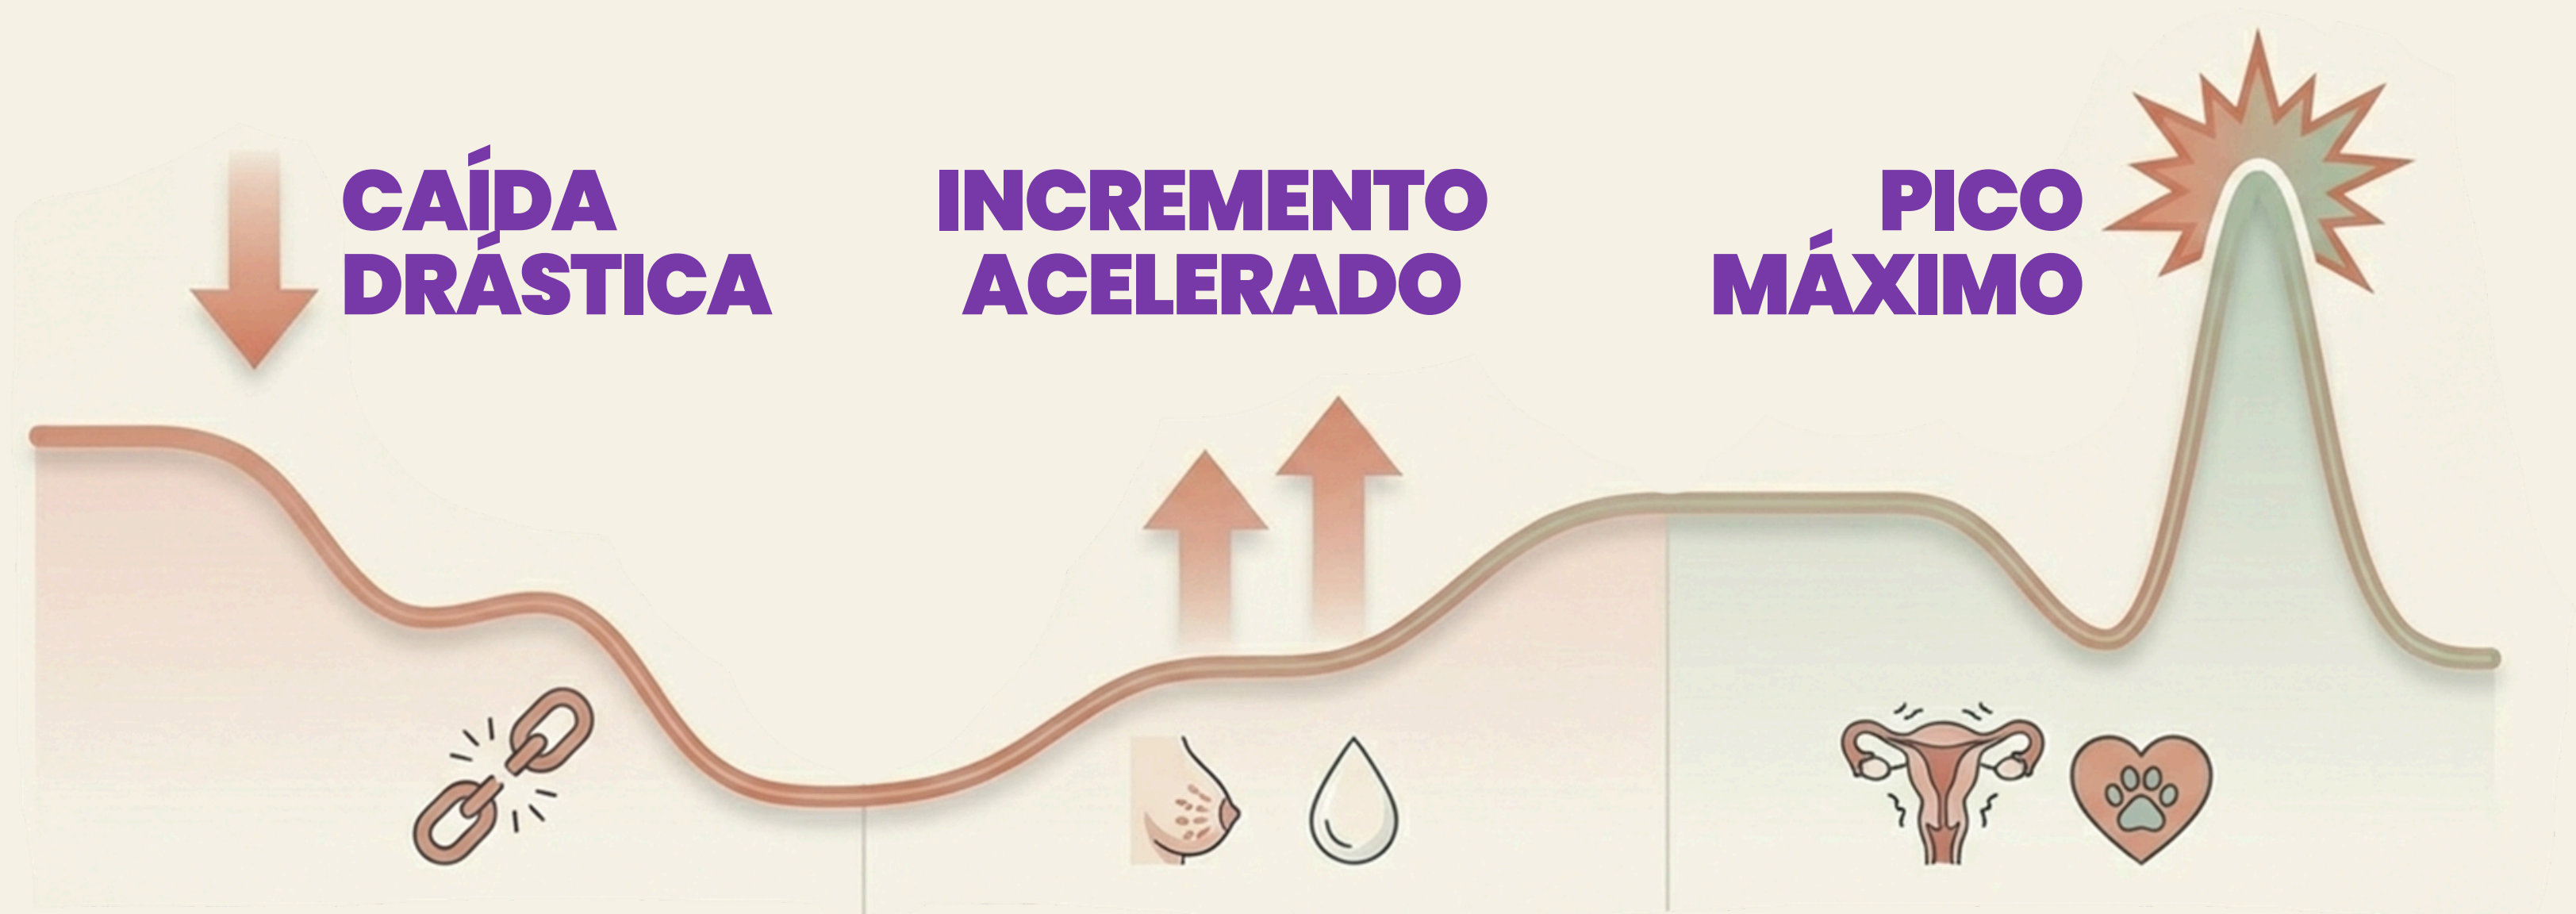 CAÍDA
DRÁSTICA
INCREMENTO
ACELERADO
PICO
MÁXIMO